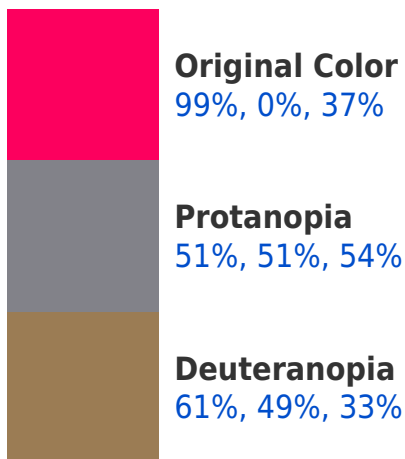 Original Color
99%, 0%, 37%
Protanopia
51%, 51%, 54%
Deuteranopia
61%, 49%, 33%